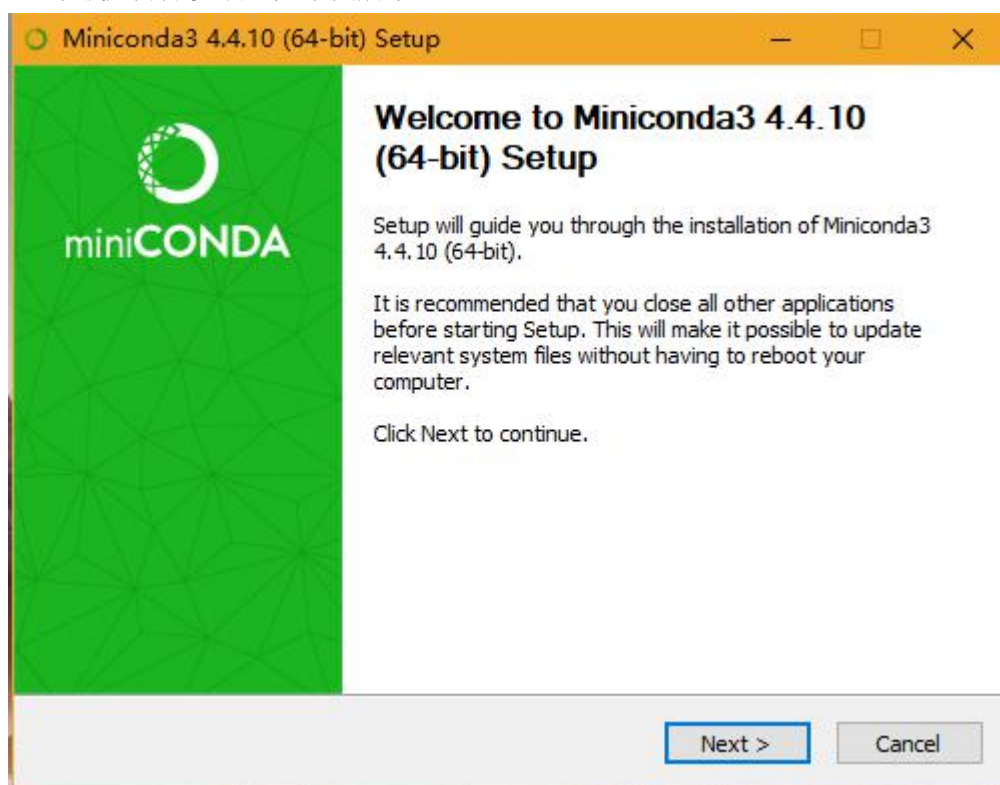 Miniconda3 4.4.10 (64-bit) Setup
miniCONDA
Welcome to Miniconda3 4.4.10
(64-bit) Setup
Setup will guide you through the installation of Miniconda3
4.4.10 (64-bit).
It is recommended that you close all other applications
before starting Setup. This will make it possible to update
relevant system files without having to reboot your
computer.
Click Next to continue.
Next >
Cancel